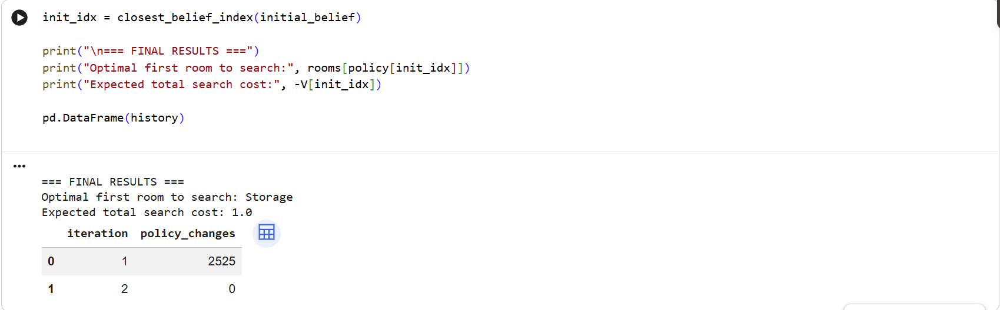 init_idx = closest_belief_index(initial_belief)
print("\n=== FINAL RESULTS ===")
print("Optimal first room to search:", rooms[policy[init_idx]])
print("Expected total search cost:", -V[init_idx])
pd.DataFrame(history)
=== FINAL RESULTS ===
Optimal first room to search: Storage
Expected total search cost: 1.0
iteration policy_changes
0 1 2525
1 2 0